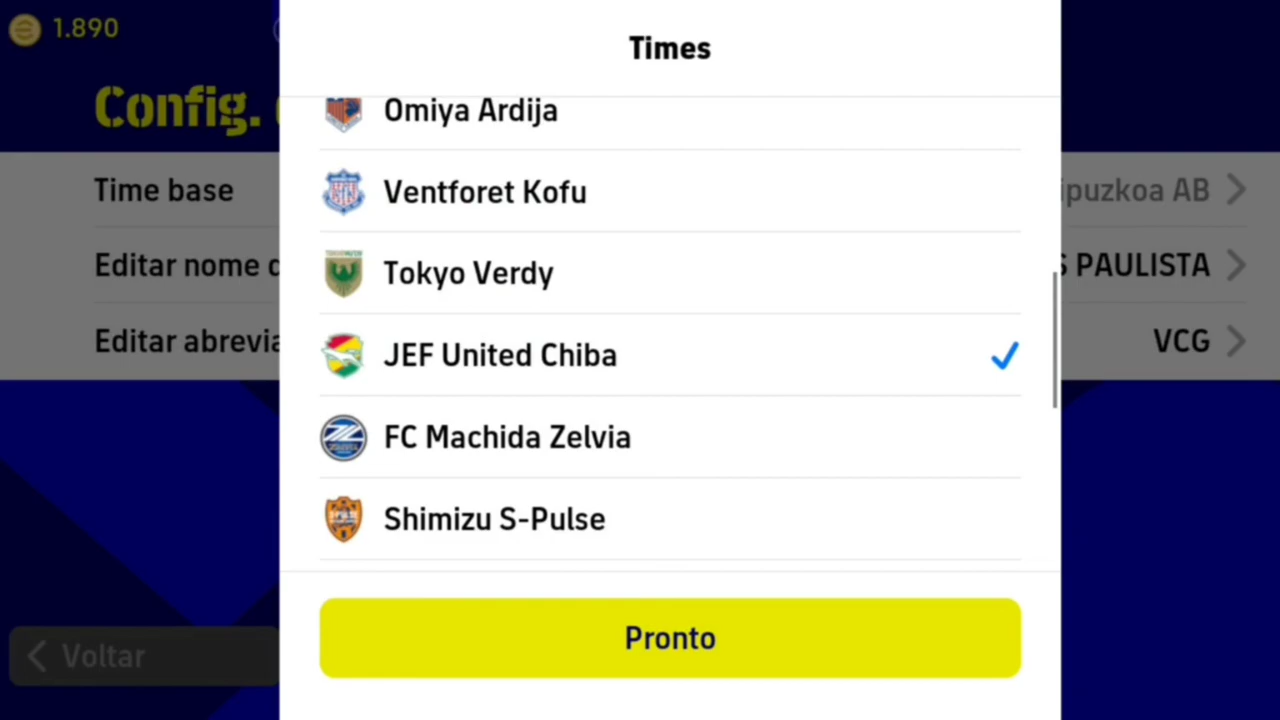 1.890
Times
Config.
Omiya Ardija
Time base
Ventforet Kofu
ipuzkoa AB
Editar nome
Tokyo Verdy
PAULISTA
Editar abrevia
JEF United Chiba
VCG
FC Machida Zelvia
Shimizu S-Pulse
Pronto
Voltar